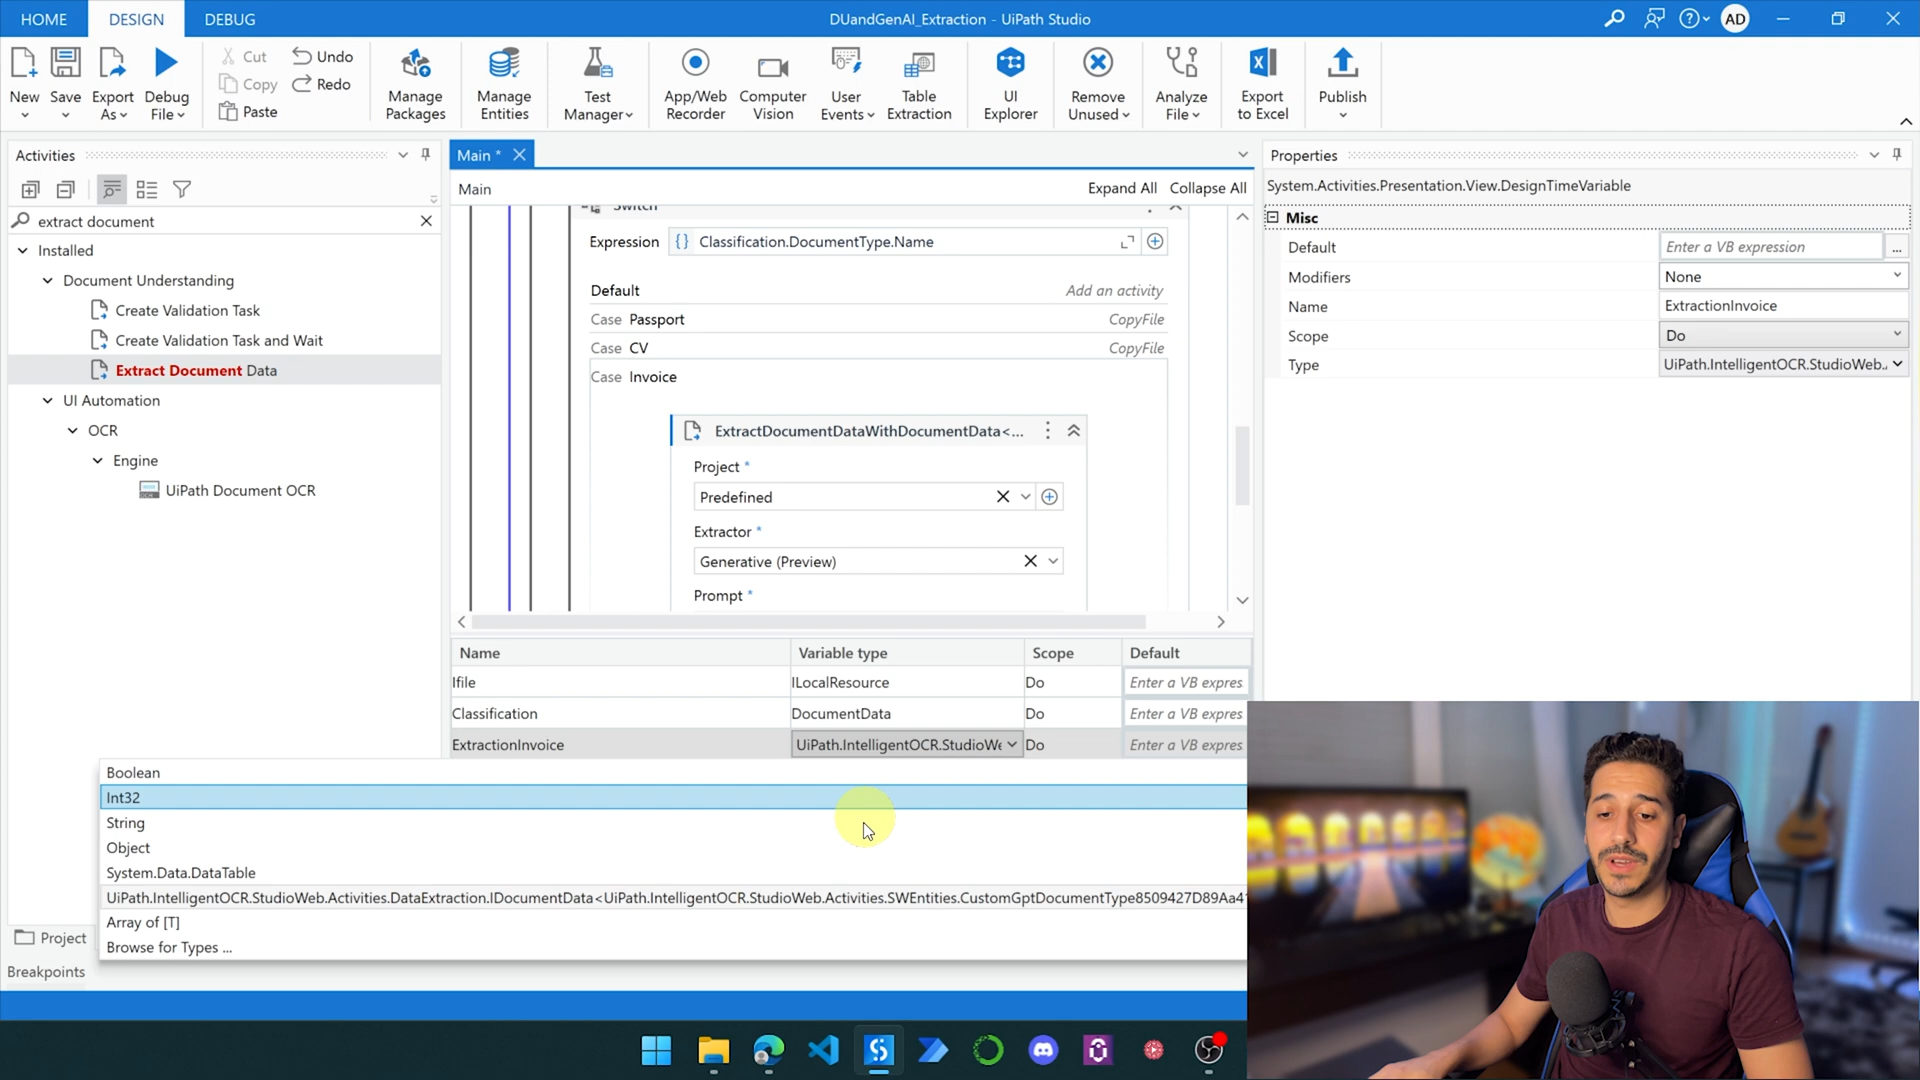 HOME
DESIGN
DEBUG
DUandGenAI_Extraction - UiPath Studio
AD
New
Save
Export As
Debug File
Cut
Copy
Paste
Undo
Redo
Manage Packages
Manage Entities
Test Manager
App/Web Recorder
Computer Vision
User Events
Table Extraction
UI Explorer
Remove Unused
Analyze File
Export to Excel
Publish
Activities
extract document
Installed
Document Understanding
Create Validation Task
Create Validation Task and Wait
Extract Document Data
UI Automation
OCR
Engine
UiPath Document OCR
Project
Breakpoints
Main *
Main
Expand All
Collapse All
Switch
Expression
Classification.DocumentType.Name
Default
Add an activity
Case Passport
CopyFile
Case CV
CopyFile
Case Invoice
ExtractDocumentDataWithDocumentData<...
Project *
Predefined
Extractor *
Generative (Preview)
Prompt *
Name Variable type Scope Default
lfile ILocalResource Do Enter a VB expres
Classification DocumentData Do Enter a VB expres
ExtractionInvoice UiPath.IntelligentOCR.StudioWe Do Enter a VB expres
Boolean
Int32
String
Object
System.Data.DataTable
UiPath.IntelligentOCR.StudioWeb.Activities.DataExtraction.IDocumentData<UiPath.IntelligentOCR.StudioWeb.Activities.SWEntities.CustomGptDocumentType8509427D89Aa4
Array of [T]
Browse for Types ...
Properties
System.Activities.Presentation.View.DesignTimeVariable
Misc
Default Enter a VB expression ...
Modifiers None
Name ExtractionInvoice
Scope Do
Type UiPath.IntelligentOCR.StudioWeb.